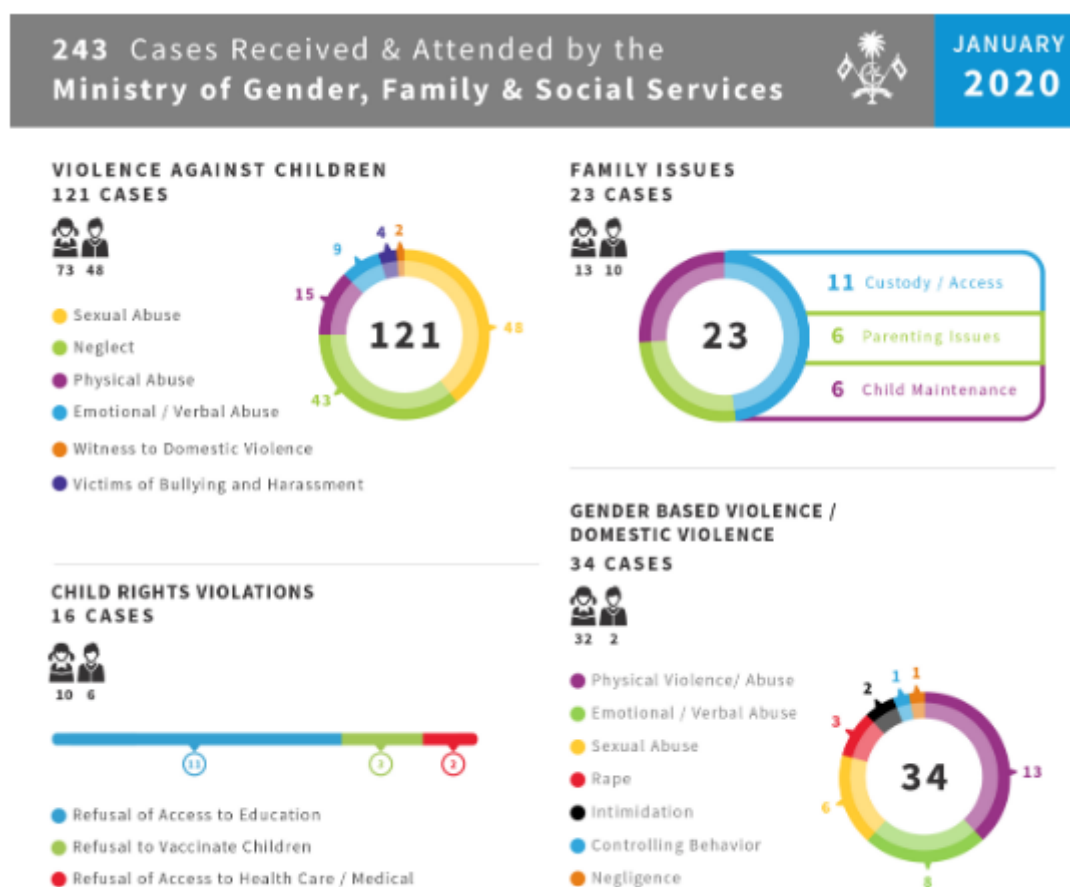 243 Cases Received & Attended by the
Ministry of Gender, Family & Social Services
JANUARY
2020
VIOLENCE AGAINST CHILDREN
121 CASES
73 48
Sexual Abuse
Neglect
Physical Abuse
Emotional / Verbal Abuse
Witness to Domestic Violence
Victims of Bullying and Harassment
121
48
43
15
9
4
2
FAMILY ISSUES
23 CASES
13 10
23
11 Custody / Access
6 Parenting Issues
6 Child Maintenance
CHILD RIGHTS VIOLATIONS
16 CASES
10 6
11
3
2
Refusal of Access to Education
Refusal to Vaccinate Children
Refusal of Access to Health Care / Medical
GENDER BASED VIOLENCE /
DOMESTIC VIOLENCE
34 CASES
32 2
Physical Violence/ Abuse
Emotional / Verbal Abuse
Sexual Abuse
Rape
Intimidation
Controlling Behavior
Negligence
34
13
8
6
3
2
1
1